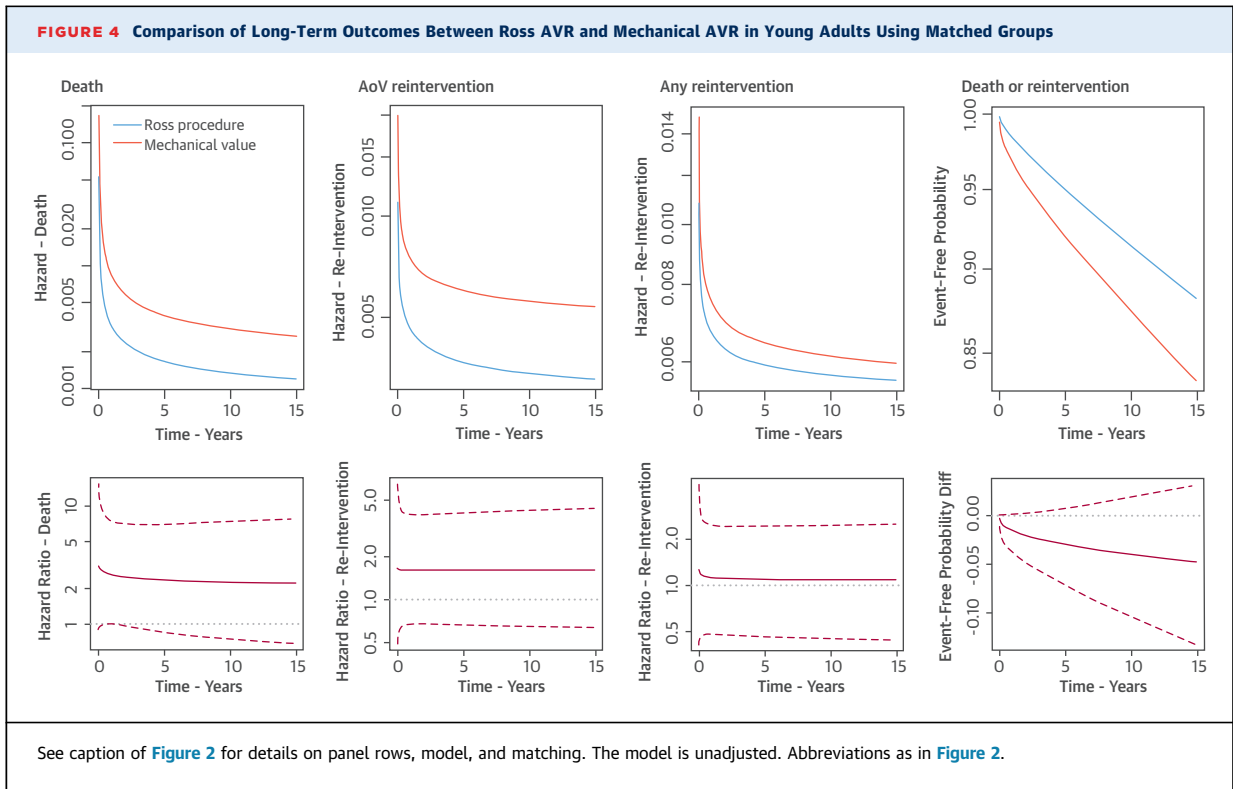 FIGURE 4 Comparison of Long-Term Outcomes Between Ross AVR and Mechanical AVR in Young Adults Using Matched Groups
Death
Hazard - Death
0.100
0.020
0.005
0.001
Ross procedure
Mechanical value
0 5 10 15
Time - Years
AoV reintervention
Hazard - Re-Intervention
0.015
0.010
0.005
0 5 10 15
Time - Years
Any reintervention
Hazard - Re-Intervention
0.014
0.010
0.008
0.006
0 5 10 15
Time - Years
Death or reintervention
Event-Free Probability
1.00
0.95
0.90
0.85
0 5 10 15
Time - Years
Hazard Ratio - Death
10
5
2
1
0 5 10 15
Time - Years
Hazard Ratio - Re-Intervention
5.0
2.0
1.0
0.5
0 5 10 15
Time - Years
Hazard Ratio - Re-Intervention
2.0
1.0
0.5
0 5 10 15
Time - Years
Event-Free Probability Diff
0.00
-0.05
-0.10
0 5 10 15
Time - Years
See caption of Figure 2 for details on panel rows, model, and matching. The model is unadjusted. Abbreviations as in Figure 2.